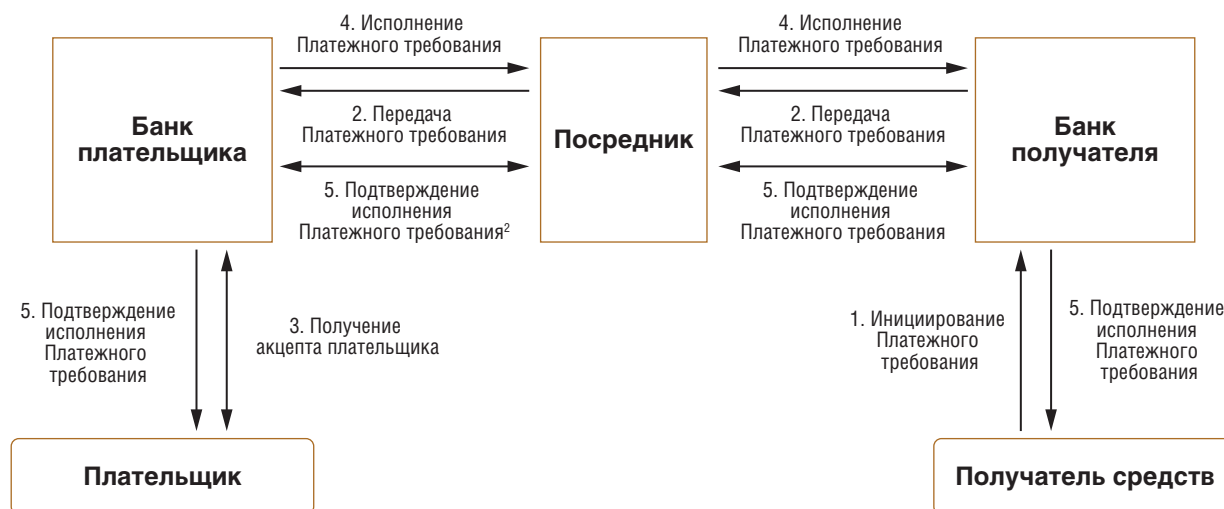 4. Исполнение
Платежного требования
4. Исполнение
Платежного требования
Банк
плательщика
2. Передача
Платежного требования
Посредник
2. Передача
Платежного требования
Банк
получателя
5. Подтверждение
исполнения
Платежного требования²
5. Подтверждение
исполнения
Платежного требования
5. Подтверждение
исполнения
Платежного
требования
3. Получение
акцепта плательщика
1. Инициирование
Платежного
требования
5. Подтверждение
исполнения
Платежного
требования
Плательщик
Получатель средств